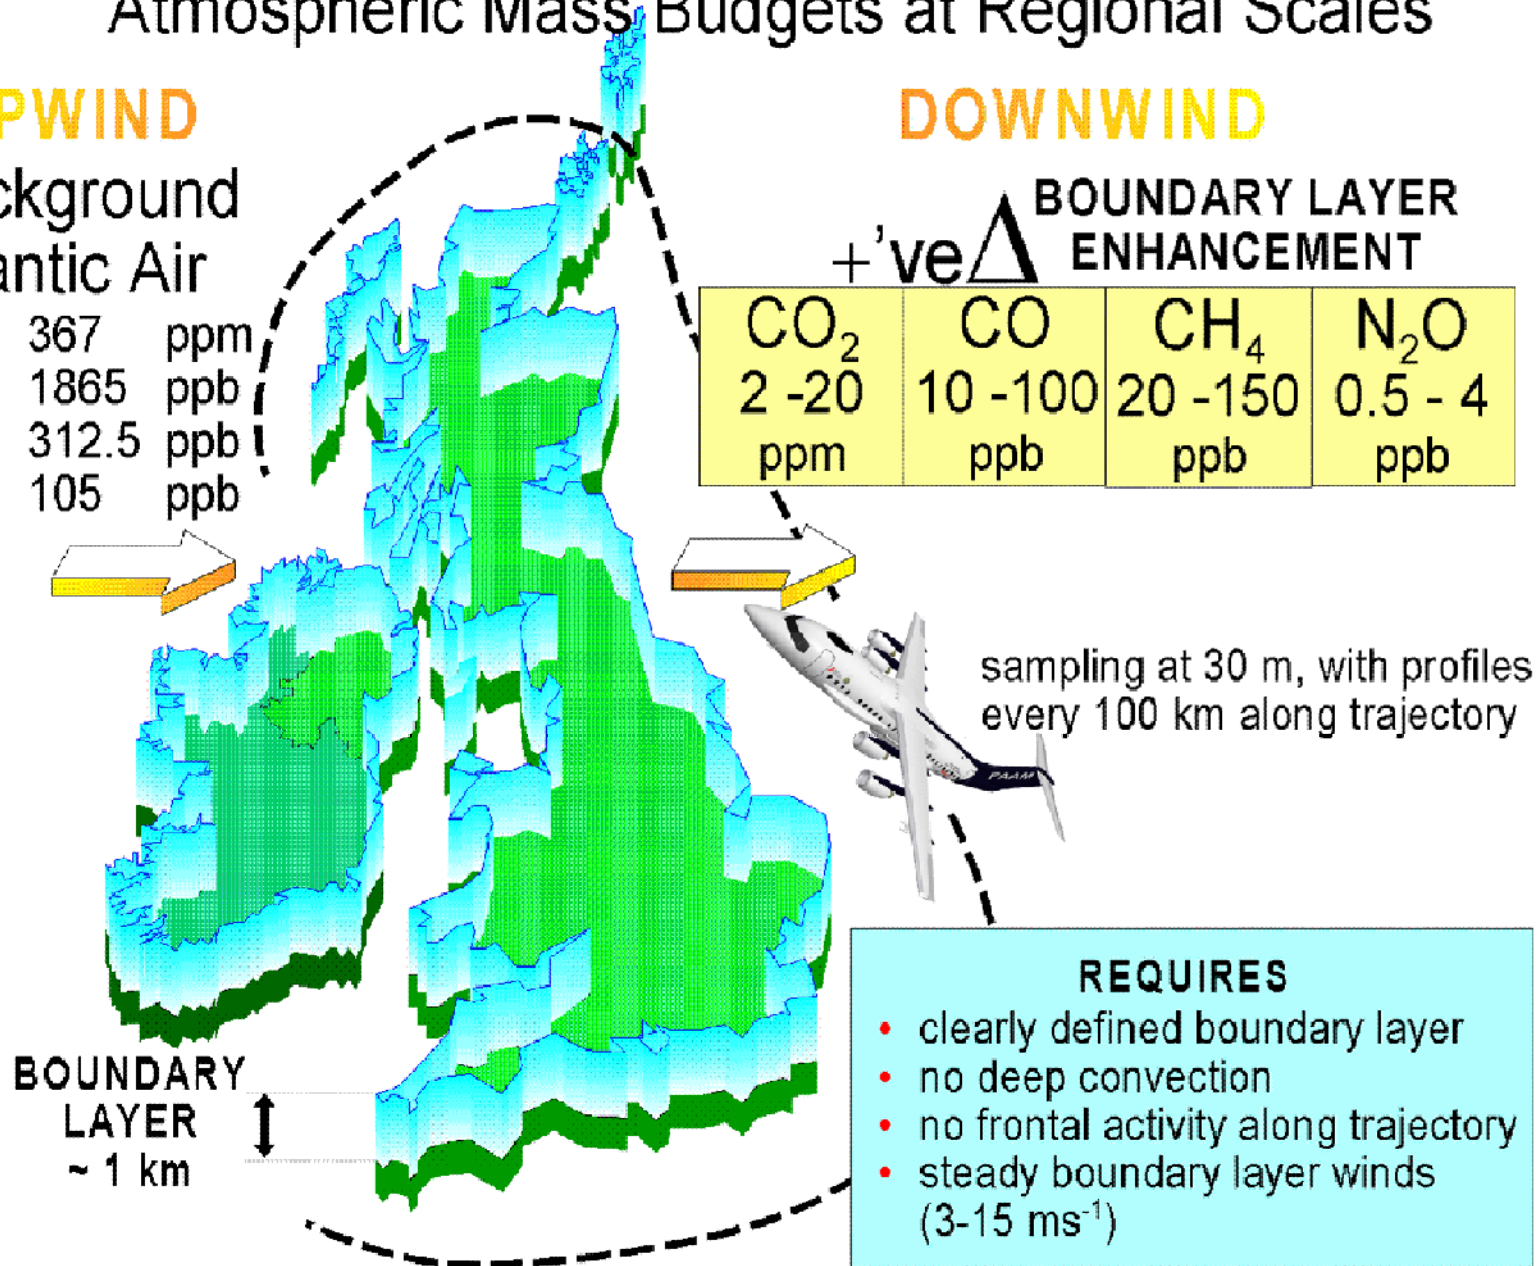 Atmospheric Mass Budgets at Regional Scales
PWIND
DOWNWIND
ckground
antic Air
367 ppm
1865 ppb
312.5 ppb
105 ppb
+'veΔ BOUNDARY LAYER
ENHANCEMENT
CO₂ CO CH₄ N₂O
2 -20 10 -100 20 -150 0.5 - 4
ppm ppb ppb ppb
sampling at 30 m, with profiles
every 100 km along trajectory
FAAM
BOUNDARY
LAYER
~ 1 km
REQUIRES
• clearly defined boundary layer
• no deep convection
• no frontal activity along trajectory
• steady boundary layer winds
(3-15 ms⁻¹)